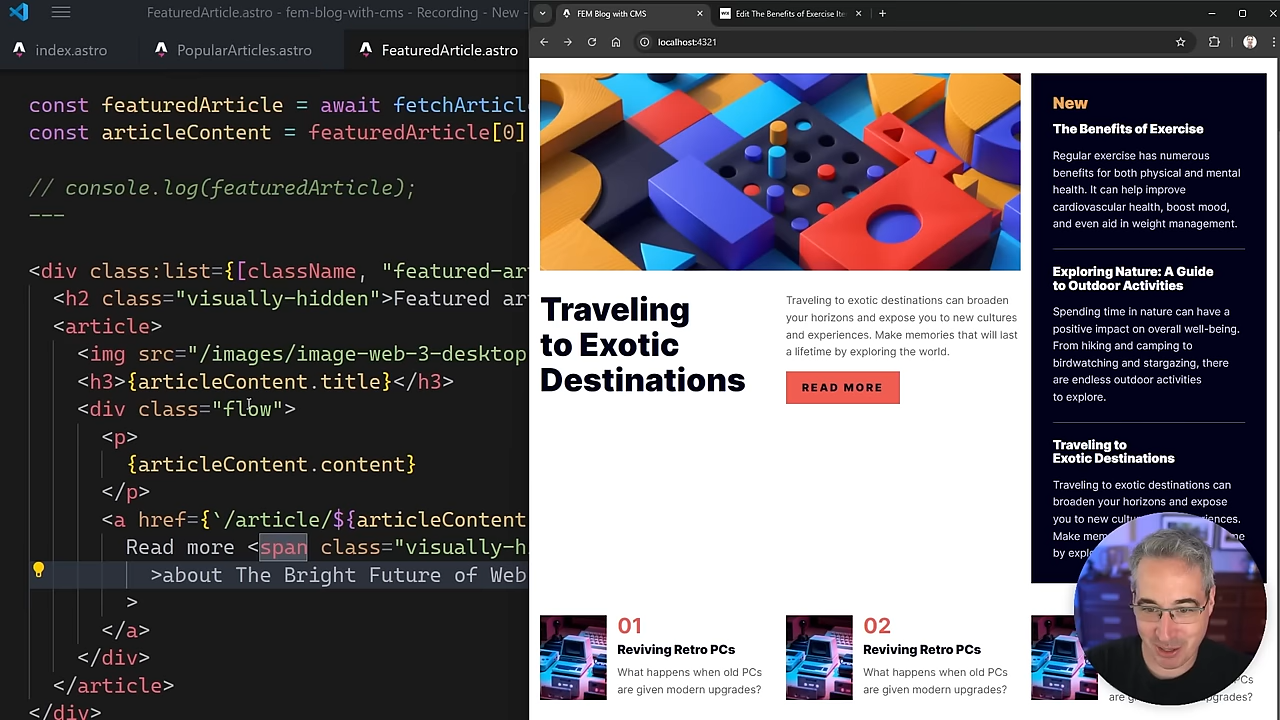 FeaturedArticle.astro - fem-blog-with-cms - Recording - New -
index.astro
PopularArticles.astro
FeaturedArticle.astro
const featuredArticle = await fetchArticl
const articleContent = featuredArticle[0]
// console.log(featuredArticle);
---
<div class:list={[className, "featured-ar
<h2 class="visually-hidden">Featured ar
<article>
<img src="/images/image-web-3-desktop
<h3>{articleContent.title}</h3>
<div class="flow">
<p>
{articleContent.content}
</p>
<a href={`/article/${articleContent
Read more <span class="visually-h
>about The Bright Future of Web
>
</a>
</div>
</article>
</div>
FEM Blog with CMS
Edit The Benefits of Exercise Ite
localhost:4321
Traveling
to Exotic
Destinations
Traveling to exotic destinations can broaden
your horizons and expose you to new cultures
and experiences. Make memories that will last
a lifetime by exploring the world.
READ MORE
New
The Benefits of Exercise
Regular exercise has numerous
benefits for both physical and mental
health. It can help improve
cardiovascular health, boost mood,
and even aid in weight management.
Exploring Nature: A Guide
to Outdoor Activities
Spending time in nature can have a
positive impact on overall well-being.
From hiking and camping to
birdwatching and stargazing, there
are endless outdoor activities
to explore.
Traveling to
Exotic Destinations
Traveling to exotic destinations can
broaden your horizons and expose
you to new
Make
by
01
Reviving Retro PCs
What happens when old PCs
are given modern upgrades?
02
Reviving Retro PCs
What happens when old PCs
are given modern upgrades?